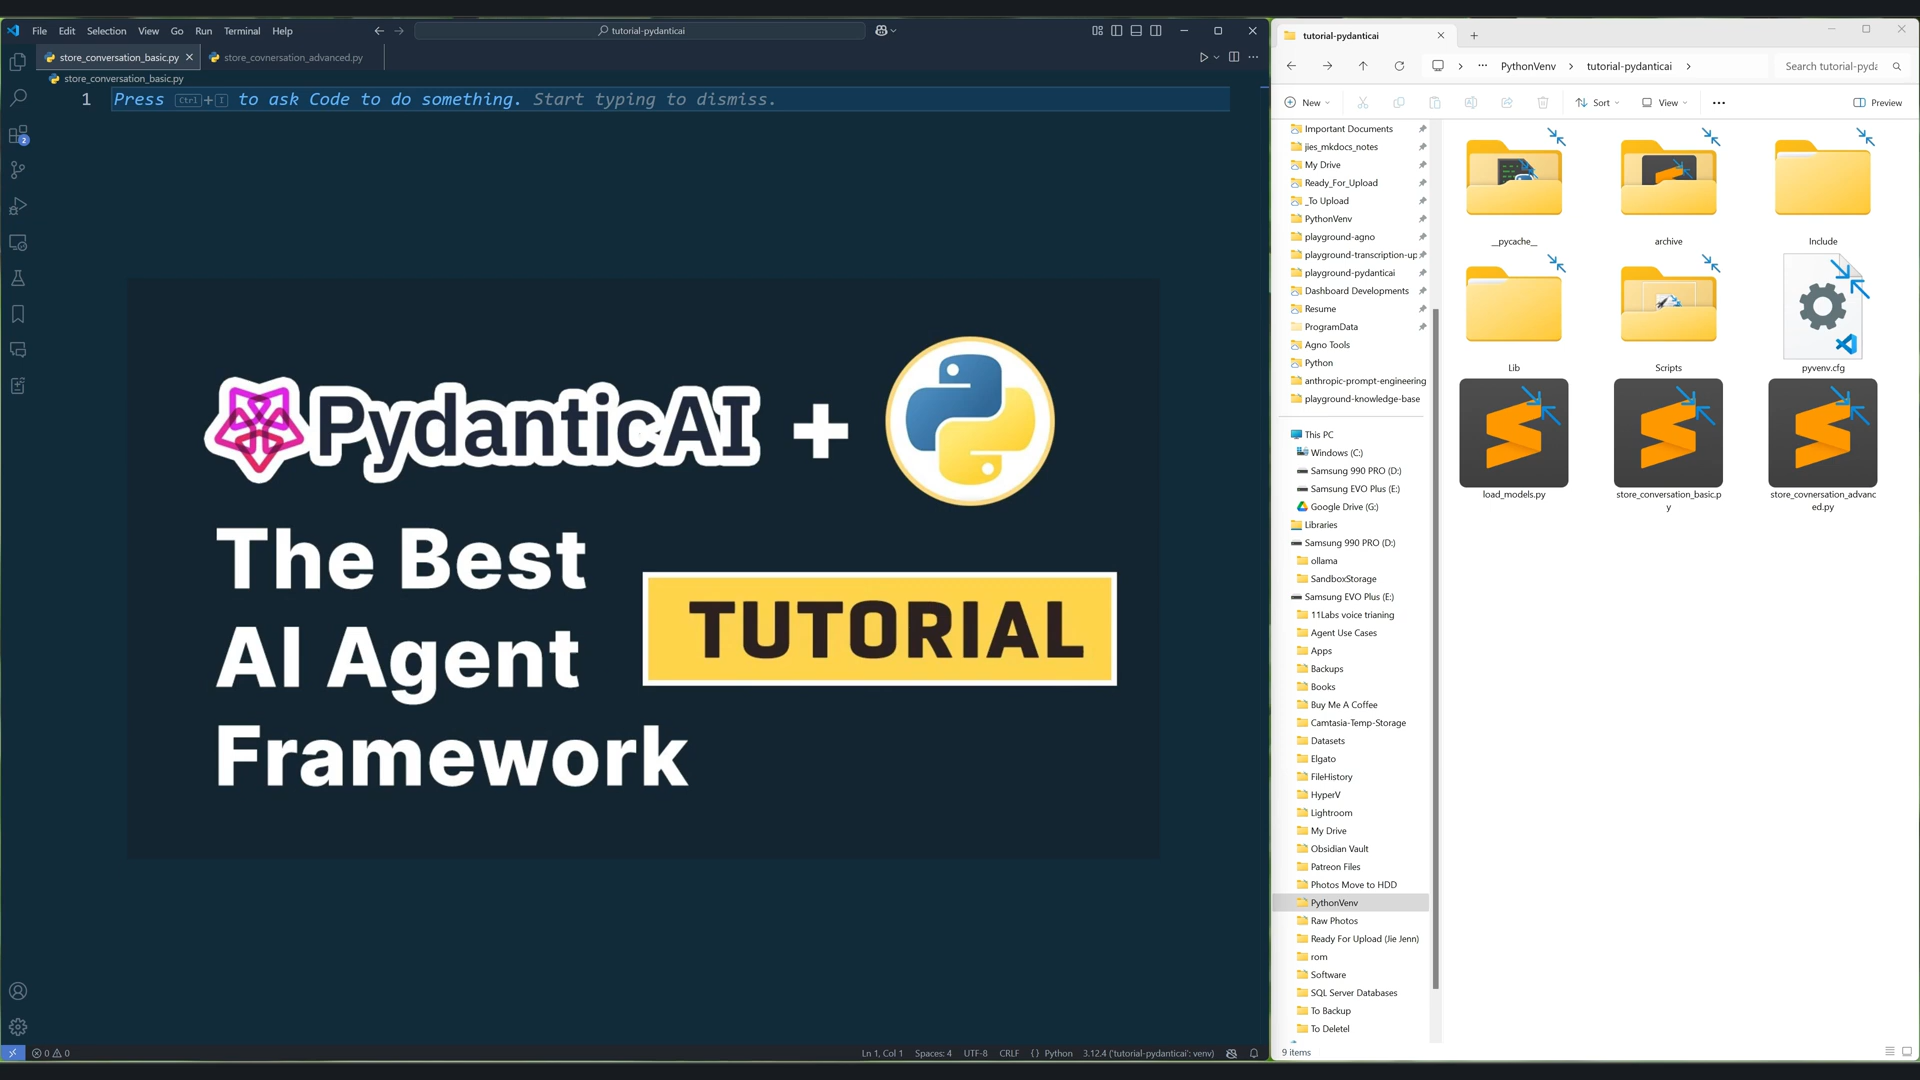 File Edit Selection View Go Run Terminal Help
tutorial-pydanticai
store_conversation_basic.py
store_covnersation_advanced.py
store_conversation_basic.py
1
Press Ctrl+I to ask Code to do something. Start typing to dismiss.
PydanticAI +
The Best
AI Agent
Framework
TUTORIAL
2
0 0
Ln 1, Col 1 Spaces: 4 UTF-8 CRLF {} Python 3.12.4 ('tutorial-pydanticai': venv)
tutorial-pydanticai
PythonVenv tutorial-pydanticai
Search tutorial-pyda
New Sort View Preview
Important Documents
jies_mkdocs_notes
My Drive
Ready_For_Upload
_To Upload
PythonVenv
playground-agno
playground-transcription-up
playground-pydanticai
Dashboard Developments
Resume
ProgramData
Agno Tools
Python
anthropic-prompt-engineering
playground-knowledge-base
This PC
Windows (C:)
Samsung 990 PRO (D:)
Samsung EVO Plus (E:)
Google Drive (G:)
Libraries
Samsung 990 PRO (D:)
ollama
SandboxStorage
Samsung EVO Plus (E:)
11Labs voice trianing
Agent Use Cases
Apps
Backups
Books
Buy Me A Coffee
Camtasia-Temp-Storage
Datasets
Elgato
FileHistory
HyperV
Lightroom
My Drive
Obsidian Vault
Patreon Files
Photos Move to HDD
PythonVenv
Raw Photos
Ready For Upload (Jie Jenn)
rom
Software
SQL Server Databases
To Backup
To Deletel
__pycache__
archive
Include
Lib
Scripts
pyvenv.cfg
load_models.py
store_conversation_basic.p
y
store_covnersation_advanc
ed.py
9 items